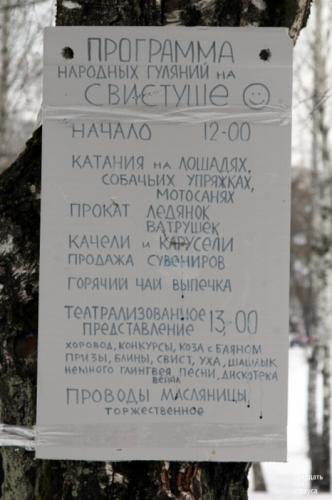 ПРОГРАММА
НАРОДНЫХ ГУЛЯНИЙ НА
СВИСТУШЕ
НАЧАЛО 12-00
КАТАНИЯ НА ЛОШАДЯХ,
СОБАЧЬИХ УПРЯЖКАХ,
МОТОСАНЯХ
ПРОКАТ ЛЕДЯНОК
ВАТРУШЕК
КАЧЕЛИ И КАРУСЕЛИ
ПРОДАЖА СУВЕНИРОВ
ГОРЯЧИЙ ЧАЙ ВЫПЕЧКА
ТЕАТРАЛИЗОВАННОЕ
ПРЕДСТАВЛЕНИЕ 13-00
ХОРОВОД, КОНКУРСЫ, КОЗА С БАЯНОМ
ПРИЗЫ, БЛИНЫ, СВИСТ, УХА, ШАШЛЫК
НЕМНОГО ГЛИНТВЕЙНА, ПЕСНИ, ДИСКОТЕКА
ПРОВОДЫ МАСЛЯНИЦЫ,
ТОРЖЕСТВЕННОЕ